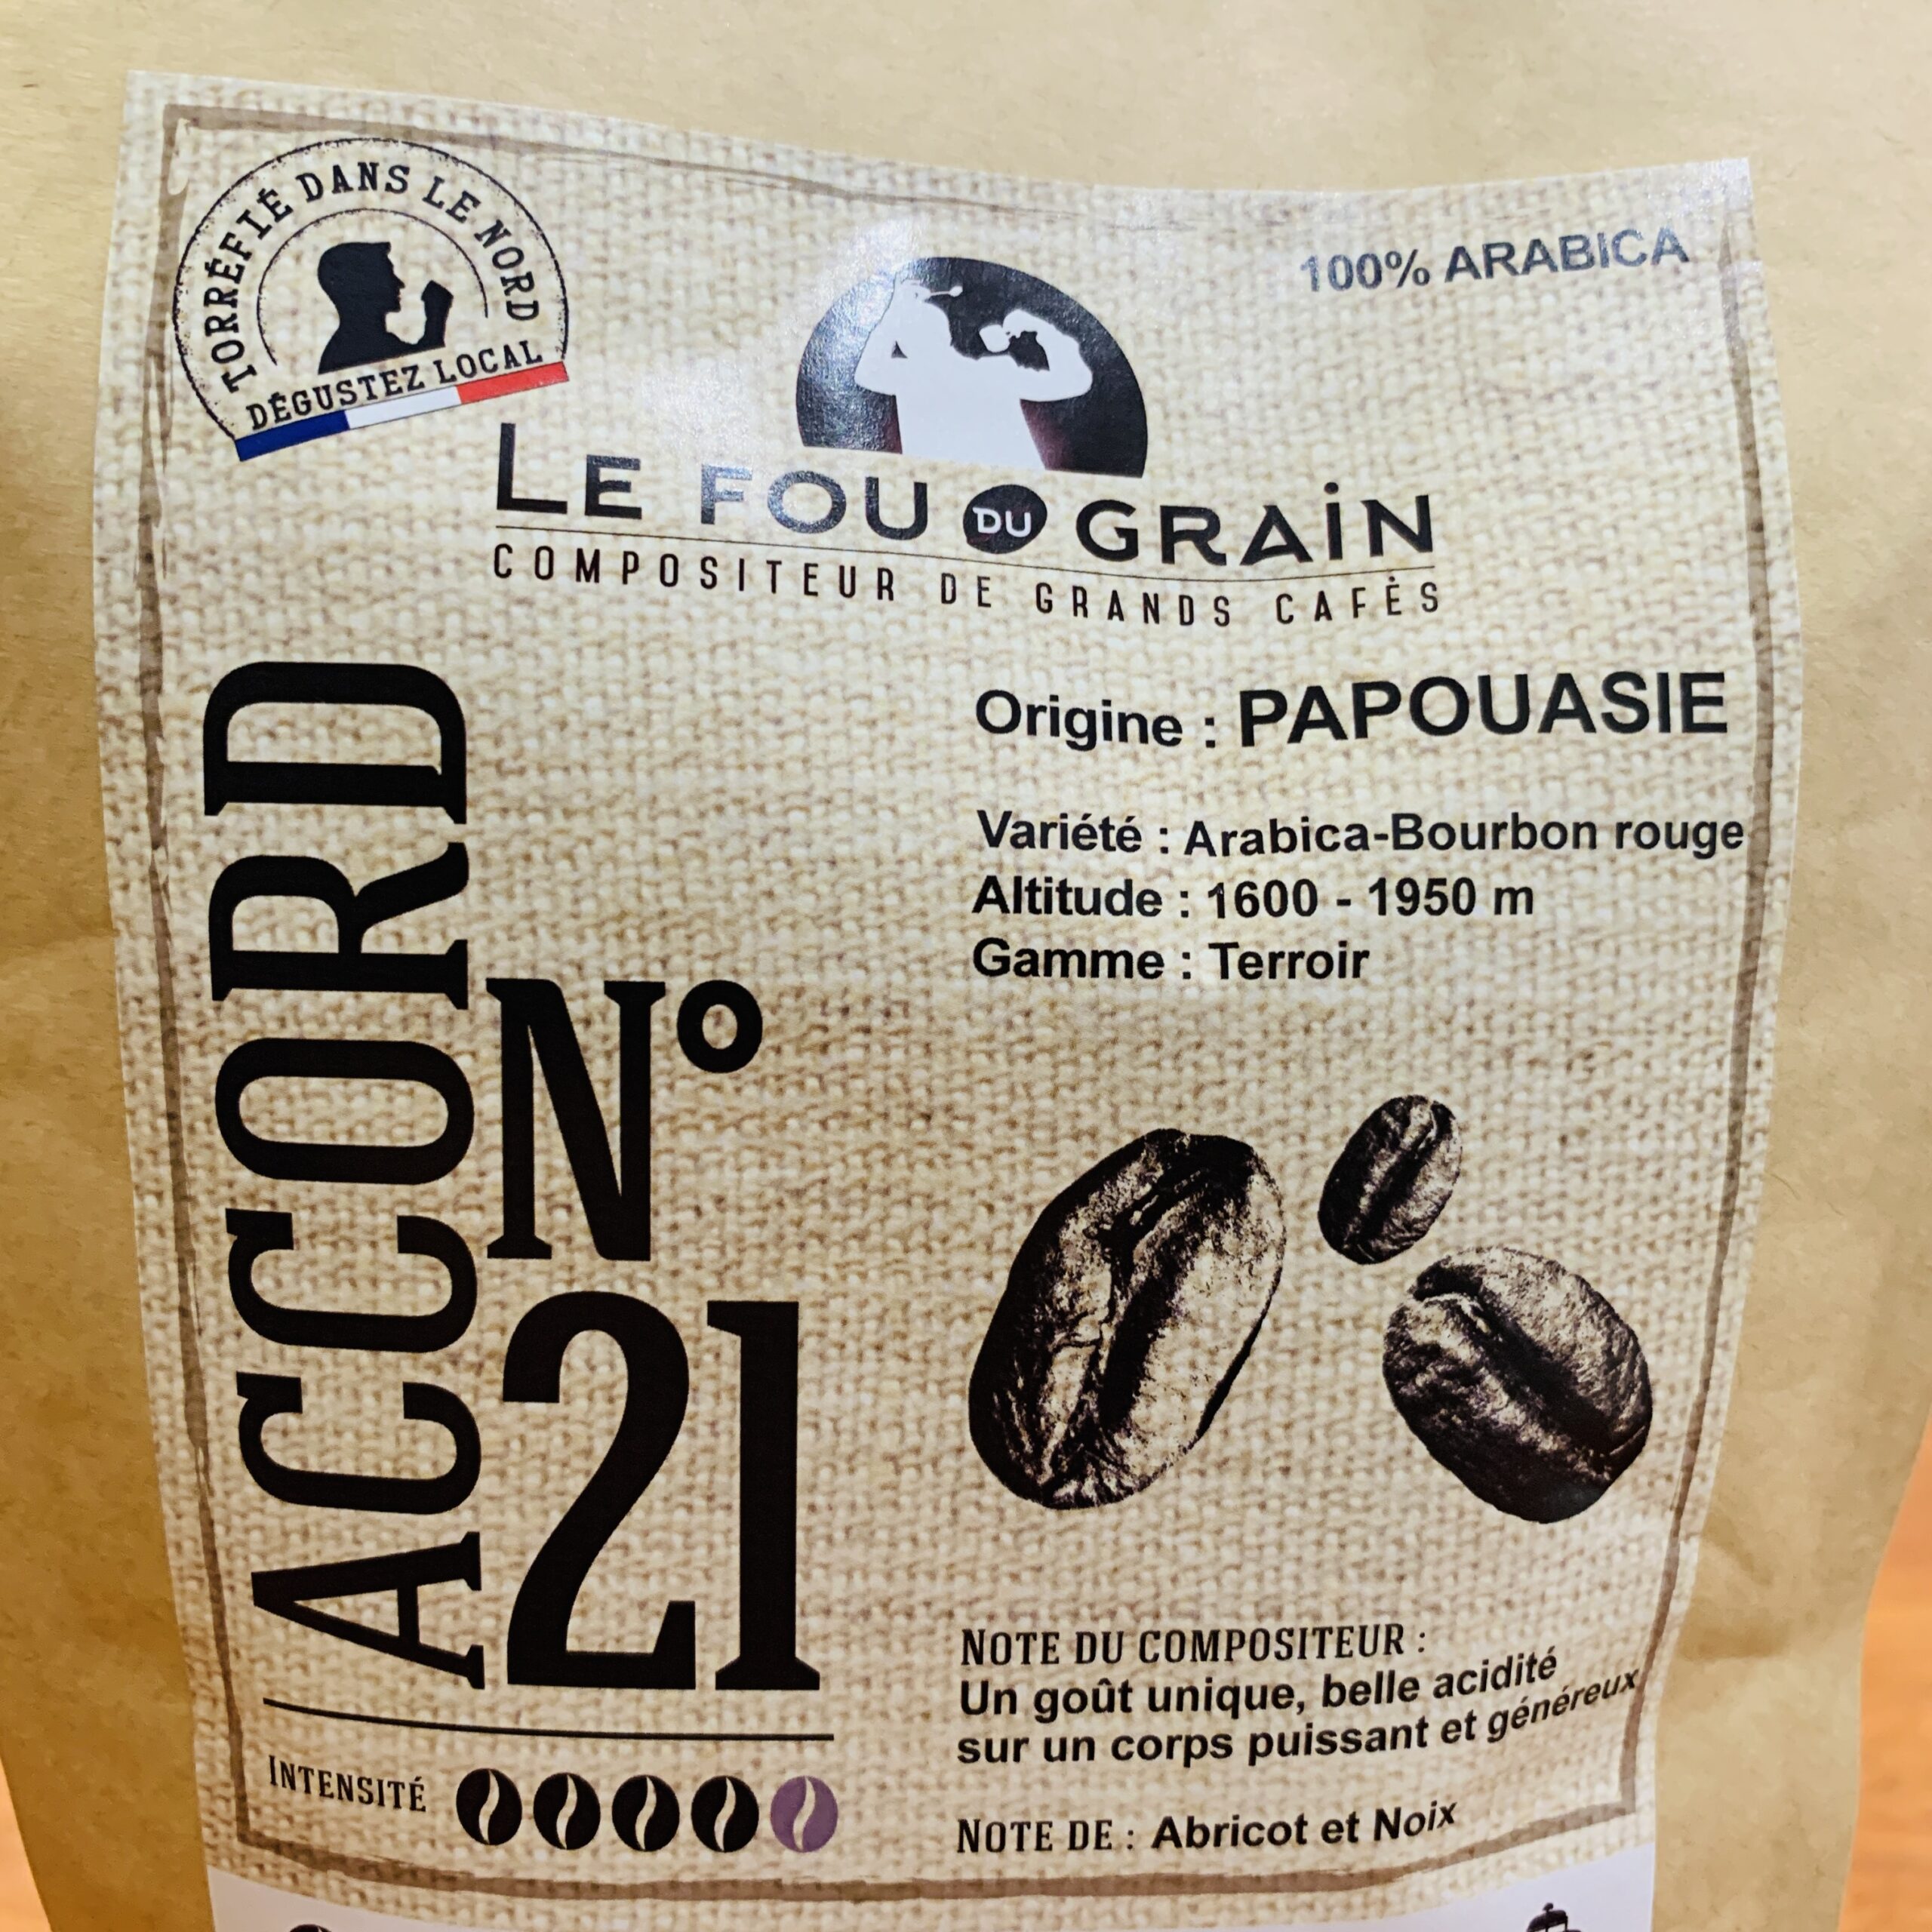 TORRÉFIÉ DANS LE NORD
DÉGUSTEZ LOCAL
100% ARABICA
LE FOU DU GRAIN
COMPOSITEUR DE GRANDS CAFÉS
ACCORD
N°
21
Origine : PAPOUASIE
Variété : Arabica-Bourbon rouge
Altitude : 1600 - 1950 m
Gamme : Terroir
NOTE DU COMPOSITEUR :
Un goût unique, belle acidité
sur un corps puissant et généreux
INTENSITÉ
NOTE DE : Abricot et Noix